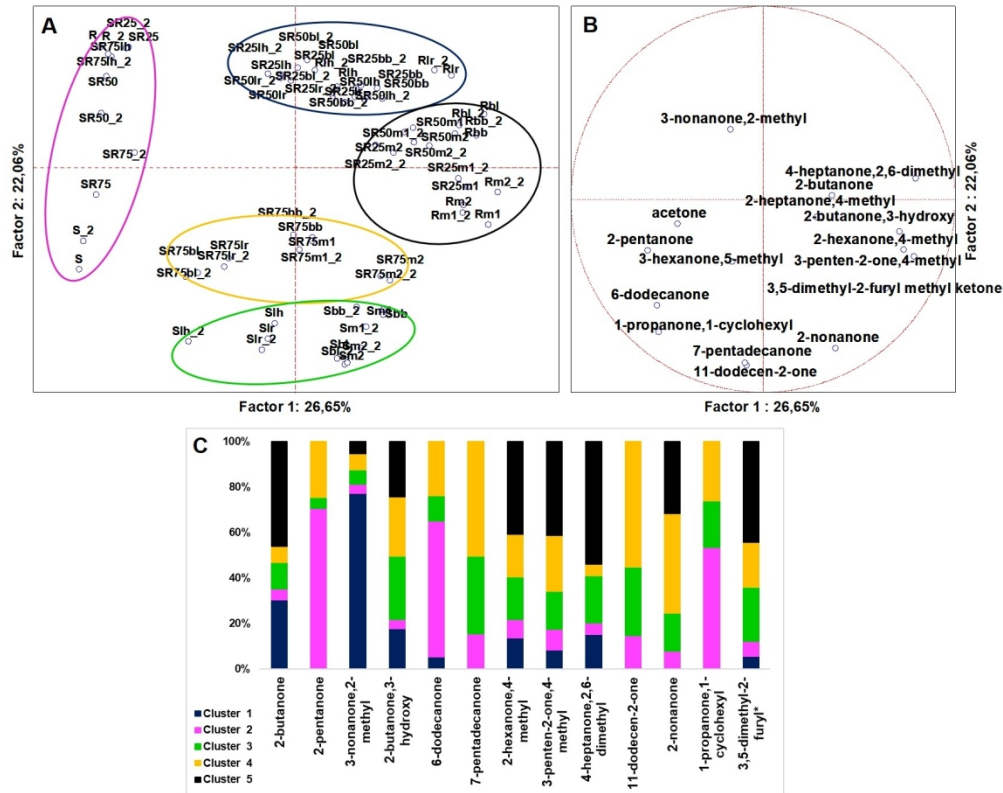 A
SR25_2
R
R_2
SR25
SR75lh
SR75lh_2
SR50
SR50_2
SR75_2
SR75
S_2
S
SR50bl_2
SR25lh_2
SR50bl
SR25lh
SR25bl
Rlh_2
SR25bb_2
Rlr_2
Rlr
SR50lr_2
SR25bl_2
Rlh
SR50lh
SR25bb
SR50bb
SR50lr
SR25lr_2
SR50lh_2
SR50bb_2
Rbl
Rbl_2
SR50m1
Rbb_2
Rbb
SR50m1_2
SR50m2
SR25m2
SR50m2_2
SR25m2_2
SR25m1_2
SR25m1
Rm2_2
Rm2
Rm1_2
Rm1
SR75bb_2
SR75bb
SR75m1
SR75m1_2
SR75lr
SR75bl
SR75lr_2
SR75bl_2
SR75m2
SR75m2_2
Slh
Slh_2
Slr
Slr_2
Sbb_2
Sbb
Sm1_2
Sm2_2
Sm2
Factor 2: 22,06%
Factor 1: 26,65%
B
3-nonanone,2-methyl
4-heptanone,2,6-dimethyl
2-butanone
2-heptanone,4-methyl
acetone
2-butanone,3-hydroxy
2-pentanone
2-hexanone,4-methyl
3-hexanone,5-methyl
3-penten-2-one,4-methyl
3,5-dimethyl-2-furyl methyl ketone
6-dodecanone
1-propanone,1-cyclohexyl
2-nonanone
7-pentadecanone
11-dodecen-2-one
Factor 2 : 22,06%
Factor 1 : 26,65%
C
100%
80%
60%
40%
20%
0%
Cluster 1
Cluster 2
Cluster 3
Cluster 4
Cluster 5
2-butanone
2-pentanone
3-nonanone,2-
methyl
2-butanone,3-
hydroxy
6-dodecanone
7-pentadecanone
2-hexanone,4-
methyl
3-penten-2-one,4-
methyl
4-heptanone,2,6-
dimethyl
11-dodecen-2-one
2-nonanone
1-propanone,1-
cyclohexyl
3,5-dimethyl-2-
furyl*